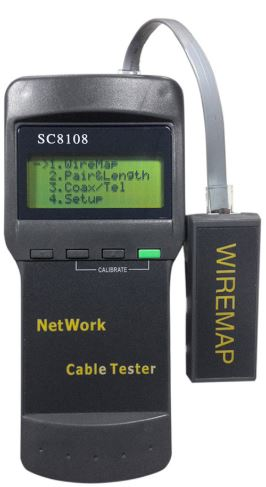 SC8108
->1.WireMap
2.Pair&Length
3.Coax/Tel
4.Setup
CALIBRATE
NetWork
Cable Tester
WIREMAP